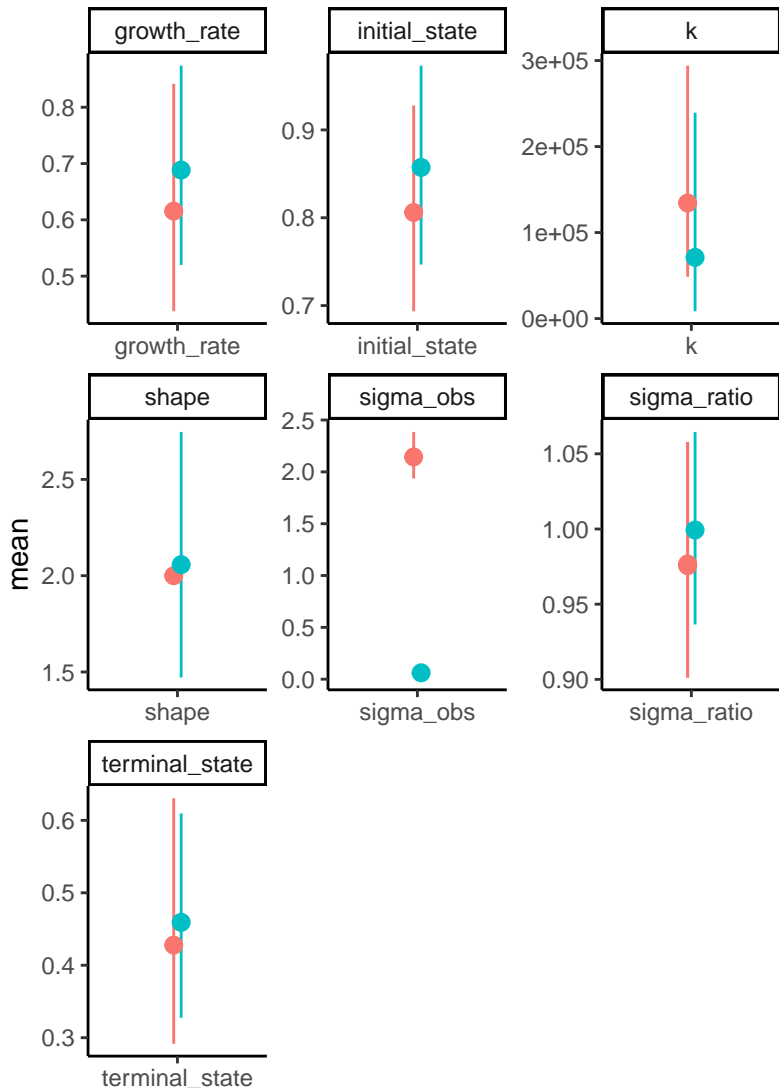 growth_rate
initial_state
k
0.8
0.7
0.6
0.5
0.9
0.8
0.7
3e+05
2e+05
1e+05
0e+00
growth_rate
initial_state
k
shape
sigma_obs
sigma_ratio
mean
2.5
2.0
1.5
2.5
2.0
1.5
1.0
0.5
0.0
1.05
1.00
0.95
0.90
shape
sigma_obs
sigma_ratio
terminal_state
0.6
0.5
0.4
0.3
terminal_state